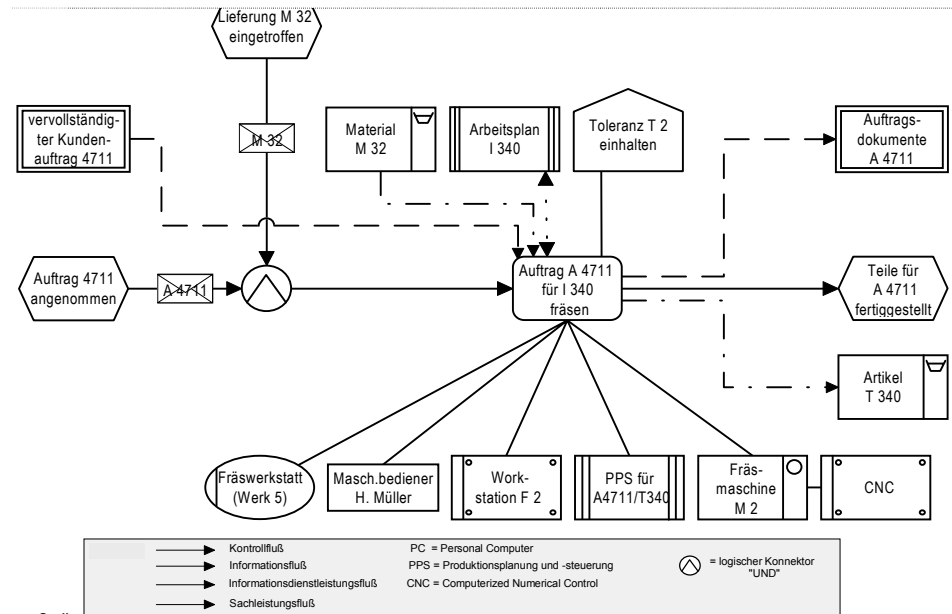 Lieferung M 32
eingetroffen
vervollständig-
ter Kunden-
auftrag 4711
M 32
Material
M 32
Arbeitsplan
I 340
Toleranz T 2
einhalten
Auftrags-
dokumente
A 4711
Auftrag 4711
angenommen
A 4711
Auftrag A 4711
für I 340
fräsen
Teile für
A 4711
fertiggestellt
Artikel
T 340
Fräswerkstatt
(Werk 5)
Masch.bediener
H. Müller
Work-
station F 2
PPS für
A4711/T340
Fräs-
maschine
M 2
CNC
Kontrollfluß
Informationsfluß
Informationsdienstleistungsfluß
Sachleistungsfluß
PC = Personal Computer
PPS = Produktionsplanung und -steuerung
CNC = Computerized Numerical Control
= logischer Konnektor
"UND"